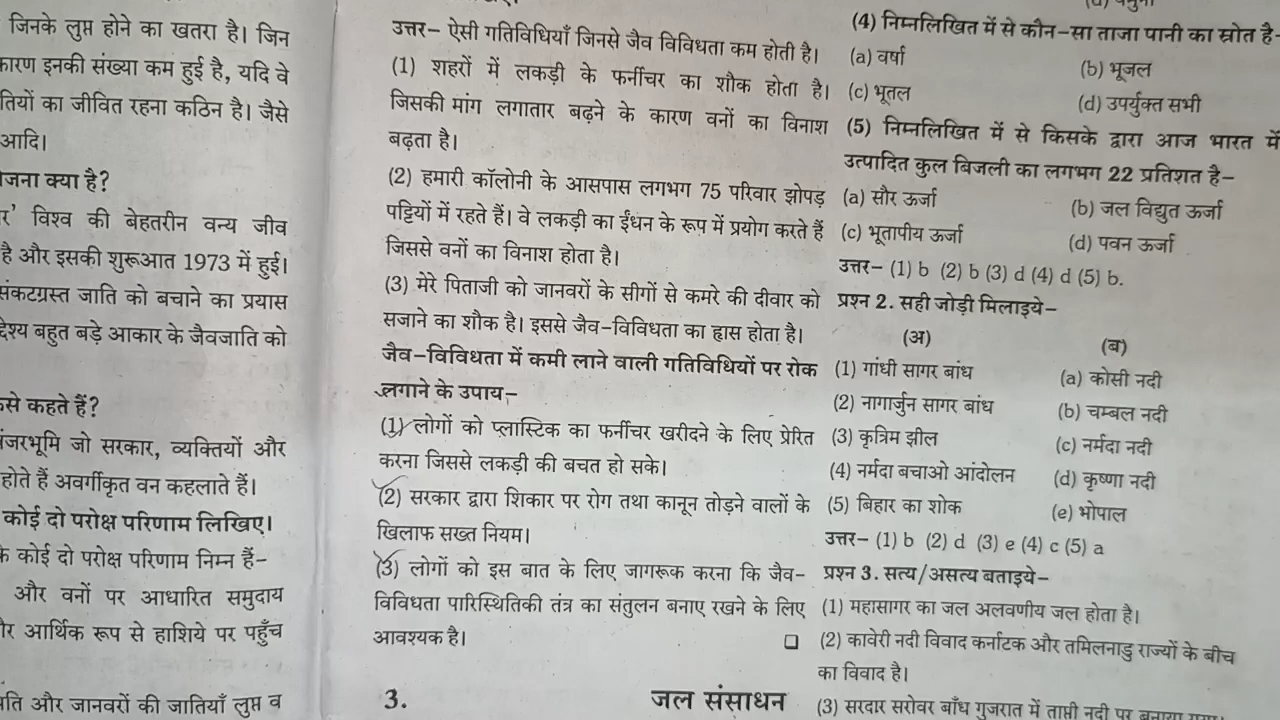 जिनके लुप्त होने का खतरा है। जिन
कारण इनकी संख्या कम हुई है, यदि वे
तियों का जीवित रहना कठिन है। जैसे
आदि।
जना क्या है?
र' विश्व की बेहतरीन वन्य जीव
है और इसकी शुरूआत 1973 में हुई।
संकटग्रस्त जाति को बचाने का प्रयास
देश्य बहुत बड़े आकार के जैवजाति को
से कहते हैं?
बंजरभूमि जो सरकार, व्यक्तियों और
होते हैं अवर्गीकृत वन कहलाते हैं।
कोई दो परोक्ष परिणाम लिखिए।
के कोई दो परोक्ष परिणाम निम्न हैं-
और वनों पर आधारित समुदाय
और आर्थिक रूप से हाशिये पर पहुँच
और जानवरों की जातियाँ लुप्त व
उत्तर– ऐसी गतिविधियाँ जिनसे जैव विविधता कम होती है।
(1) शहरों में लकड़ी के फर्नीचर का शौक होता है।
जिसकी मांग लगातार बढ़ने के कारण वनों का विनाश
बढ़ता है।
(2) हमारी कॉलोनी के आसपास लगभग 75 परिवार झोपड़
पट्टियों में रहते हैं। वे लकड़ी का ईंधन के रूप में प्रयोग करते हैं
जिससे वनों का विनाश होता है।
(3) मेरे पिताजी को जानवरों के सीगों से कमरे की दीवार को
सजाने का शौक है। इससे जैव–विविधता का ह्रास होता है।
जैव–विविधता में कमी लाने वाली गतिविधियों पर रोक
लगाने के उपाय–
(1) लोगों को प्लास्टिक का फर्नीचर खरीदने के लिए प्रेरित
करना जिससे लकड़ी की बचत हो सके।
(2) सरकार द्वारा शिकार पर रोग तथा कानून तोड़ने वालों के
खिलाफ सख्त नियम।
(3) लोगों को इस बात के लिए जागरूक करना कि जैव–
विविधता पारिस्थितिकी तंत्र का संतुलन बनाए रखने के लिए
आवश्यक है।
3. जल संसाधन
(4) निम्नलिखित में से कौन–सा ताजा पानी का स्रोत है-
(a) वर्षा (b) भूजल
(c) भूतल (d) उपर्युक्त सभी
(5) निम्नलिखित में से किसके द्वारा आज भारत में
उत्पादित कुल बिजली का लगभग 22 प्रतिशत है–
(a) सौर ऊर्जा (b) जल विद्युत ऊर्जा
(c) भूतापीय ऊर्जा (d) पवन ऊर्जा
उत्तर– (1) b (2) b (3) d (4) d (5) b.
प्रश्न 2. सही जोड़ी मिलाइये–
(अ) (ब)
(1) गांधी सागर बांध (a) कोसी नदी
(2) नागार्जुन सागर बांध (b) चम्बल नदी
(3) कृत्रिम झील (c) नर्मदा नदी
(4) नर्मदा बचाओ आंदोलन (d) कृष्णा नदी
(5) बिहार का शोक (e) भोपाल
उत्तर– (1) b (2) d (3) e (4) c (5) a
प्रश्न 3. सत्य/असत्य बताइये–
(1) महासागर का जल अलवणीय जल होता है।
(2) कावेरी नदी विवाद कर्नाटक और तमिलनाडु राज्यों के बीच
का विवाद है।
(3) सरदार सरोवर बाँध गुजरात में ताप्ती नदी पर बनाया गया।